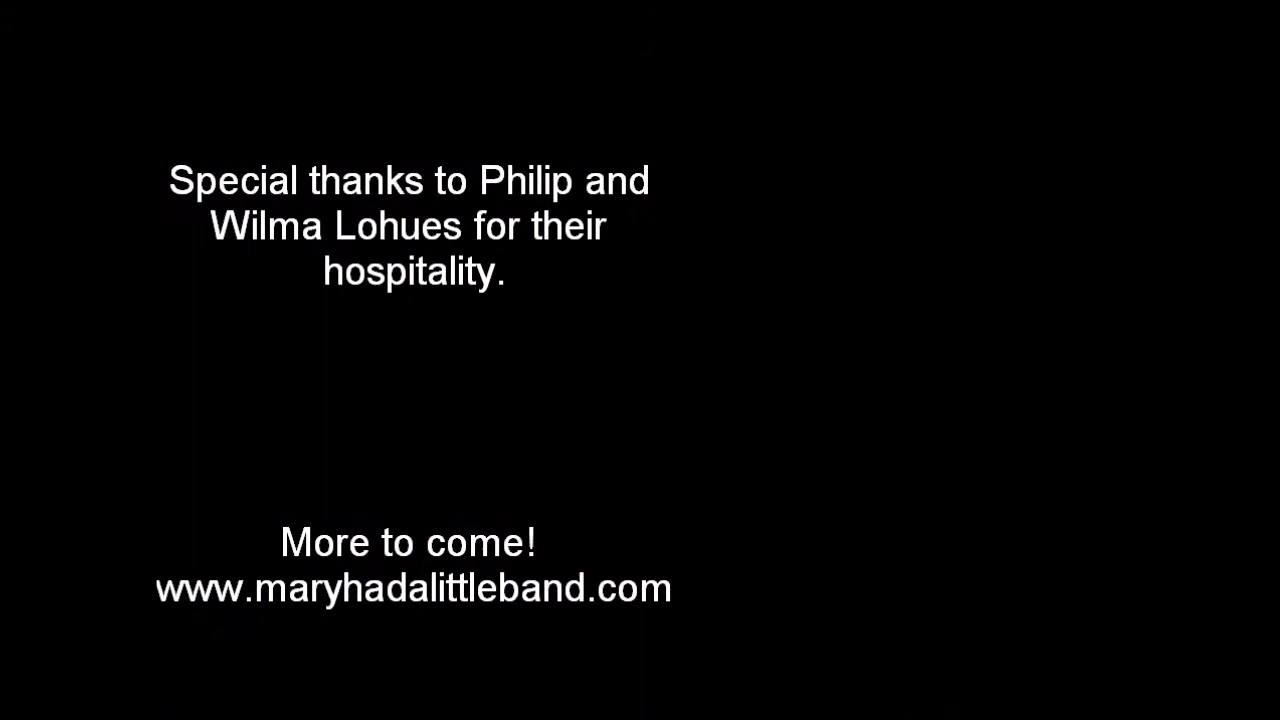 Special thanks to Philip and
Wilma Lohues for their
hospitality.
More to come!
www.maryhadalittleband.com